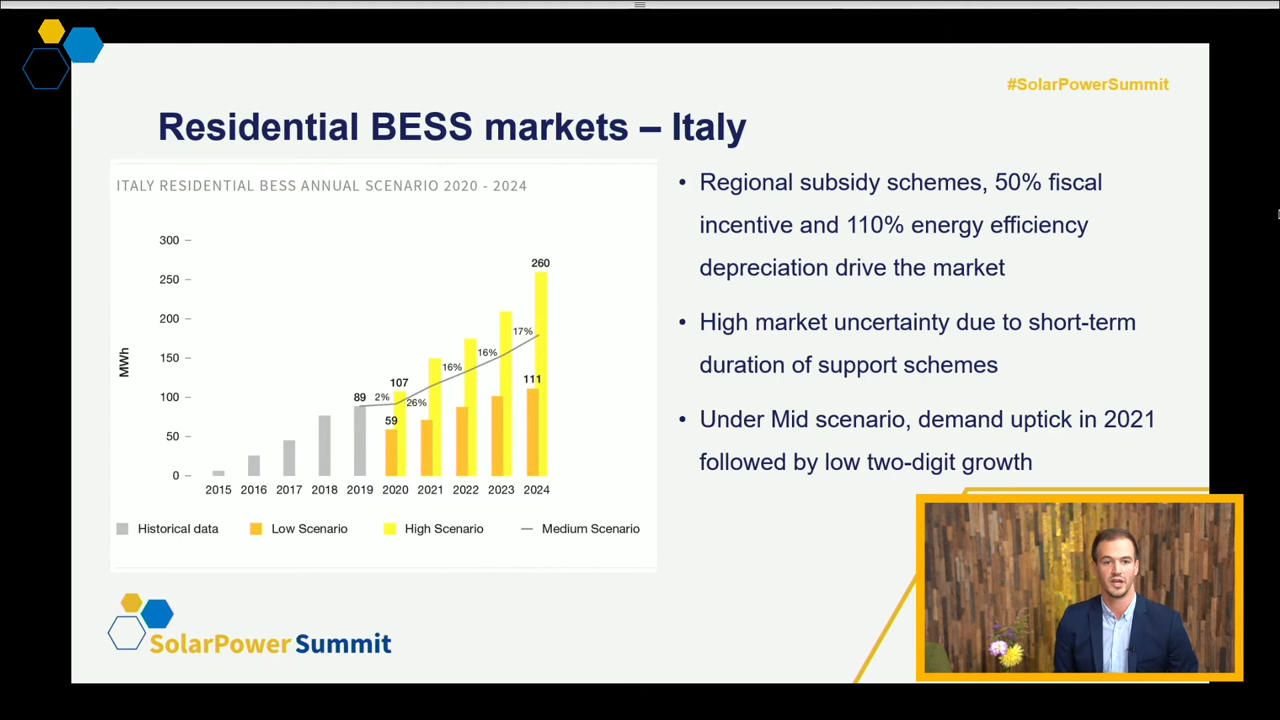 #SolarPowerSummit
Residential BESS markets – Italy
ITALY RESIDENTIAL BESS ANNUAL SCENARIO 2020 - 2024
MWh
300
250
200
150
100
50
0
89
2%
107
59
26%
16%
16%
17%
260
111
2015 2016 2017 2018 2019 2020 2021 2022 2023 2024
Historical data Low Scenario High Scenario Medium Scenario
• Regional subsidy schemes, 50% fiscal
incentive and 110% energy efficiency
depreciation drive the market
• High market uncertainty due to short-term
duration of support schemes
• Under Mid scenario, demand uptick in 2021
followed by low two-digit growth
SolarPower Summit